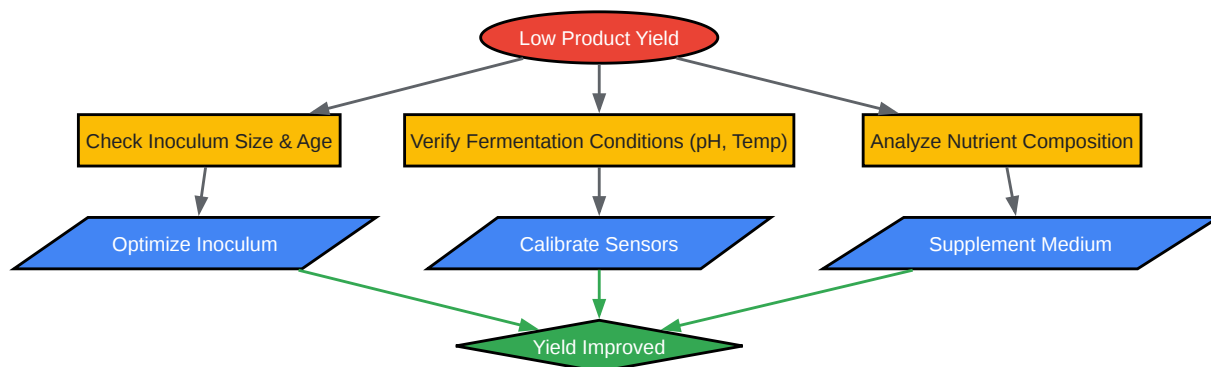 Low Product Yield
Check Inoculum Size & Age
Verify Fermentation Conditions (pH, Temp)
Analyze Nutrient Composition
Optimize Inoculum
Calibrate Sensors
Supplement Medium
Yield Improved